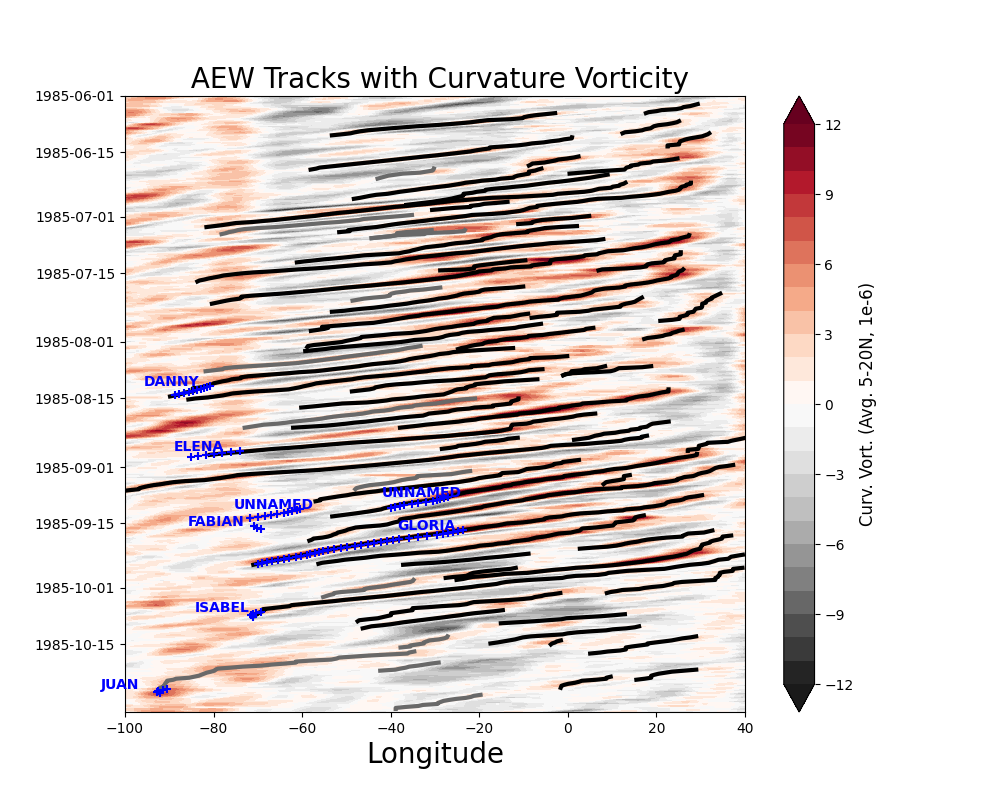 AEW Tracks with Curvature Vorticity
1985-06-01
1985-06-15
1985-07-01
1985-07-15
1985-08-01
1985-08-15
1985-09-01
1985-09-15
1985-10-01
1985-10-15
DANNY
ELENA
UNNAMED
UNNAMED
FABIAN
GLORIA
ISABEL
JUAN
−100
−80
−60
−40
−20
0
20
40
Longitude
12
9
6
3
0
−3
−6
−9
−12
Curv. Vort. (Avg. 5-20N, 1e-6)